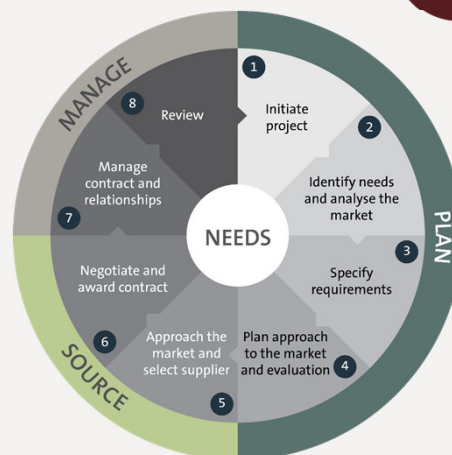 1
Initiate
project
2
Identify needs
and analyse the
market
3
Specify
requirements
4
Plan approach
to the market
and evaluation
5
Approach the
market and
select supplier
6
Negotiate and
award contract
7
Manage
contract and
relationships
8
Review
NEEDS
PLAN
SOURCE
MANAGE